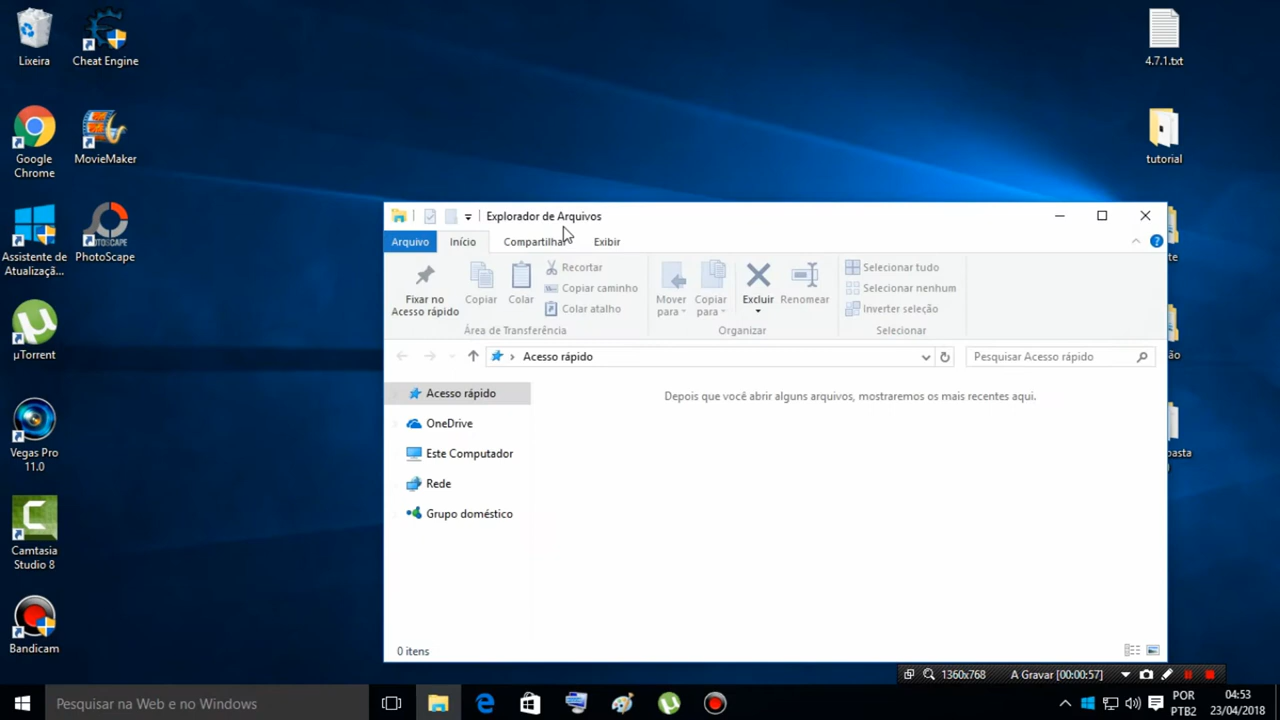 Lixeira
Cheat Engine
Google
Chrome
MovieMaker
Assistente de
Atualizaçã...
PHOTOSCAPE
PhotoScape
µTorrent
Vegas Pro
11.0
Camtasia
Studio 8
Bandicam
4.7.1.txt
tutorial
te
ão
pasta
Explorador de Arquivos
Arquivo
Início
Compartilhar
Exibir
Fixar no
Acesso rápido
Copiar
Colar
Recortar
Copiar caminho
Colar atalho
Área de Transferência
Mover
para
Copiar
para
Excluir
Renomear
Organizar
Selecionar tudo
Selecionar nenhum
Inverter seleção
Selecionar
Acesso rápido
Pesquisar Acesso rápido
Acesso rápido
OneDrive
Este Computador
Rede
Grupo doméstico
Depois que você abrir alguns arquivos, mostraremos os mais recentes aqui.
0 itens
1360x768
A Gravar [00:00:57]
Pesquisar na Web e no Windows
POR
PTB2
04:53
23/04/2018